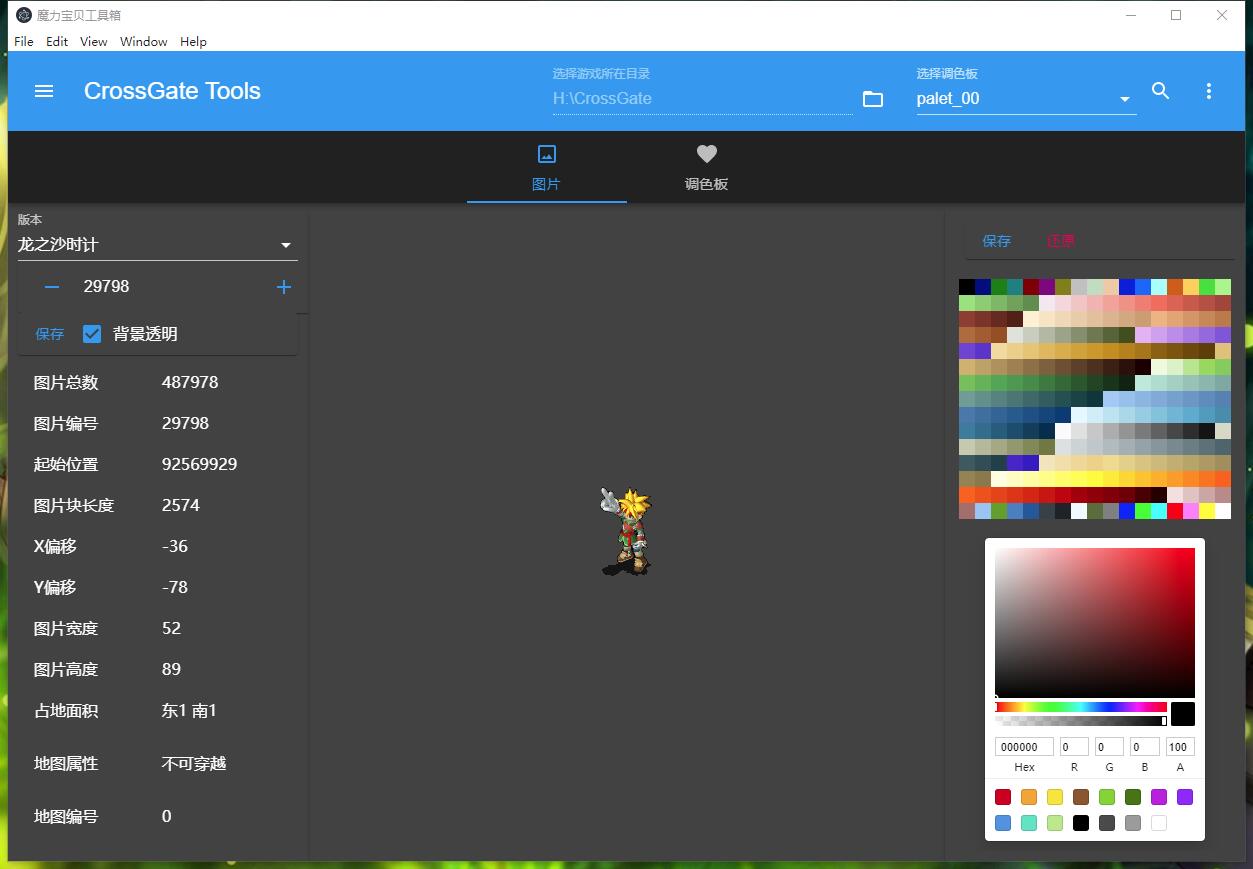 魔力宝贝工具箱
File Edit View Window Help
CrossGate Tools
选择游戏所在目录
H:\CrossGate
选择调色板
palet_00
图片
调色板
版本
龙之沙时计
29798
保存 背景透明
图片总数 487978
图片编号 29798
起始位置 92569929
图片块长度 2574
X偏移 -36
Y偏移 -78
图片宽度 52
图片高度 89
占地面积 东1 南1
地图属性 不可穿越
地图编号 0
保存 还原
000000 0 0 0 100
Hex R G B A